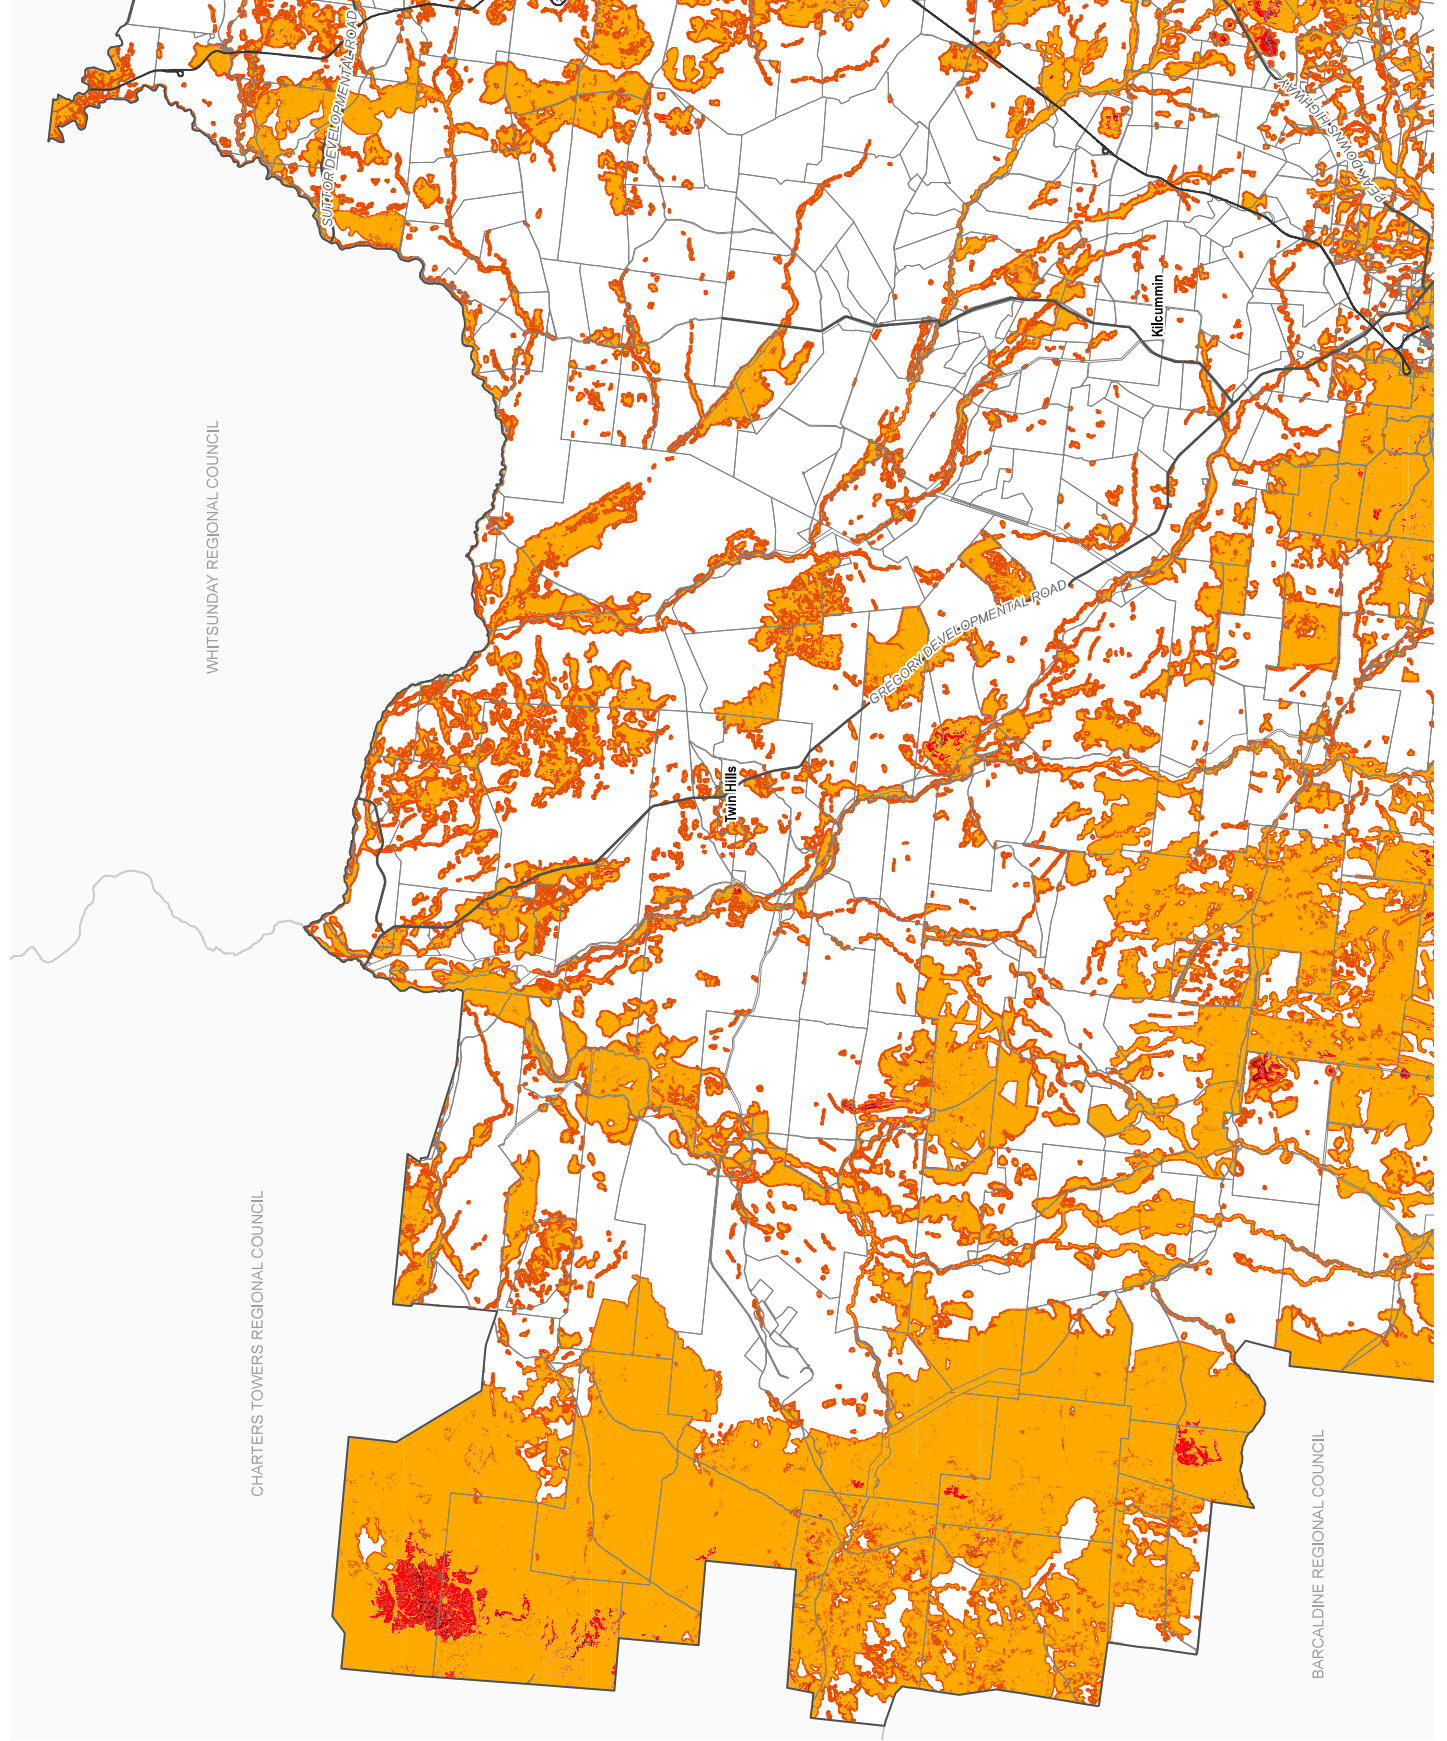 SUTTOR DEVELOPMENTAL ROAD
PEAK DOWNS HIGHWAY
Kilcummin
WHITSUNDAY REGIONAL COUNCIL
GREGORY DEVELOPMENTAL ROAD
Twin Hills
CHARTERS TOWERS REGIONAL COUNCIL
BARCALDINE REGIONAL COUNCIL